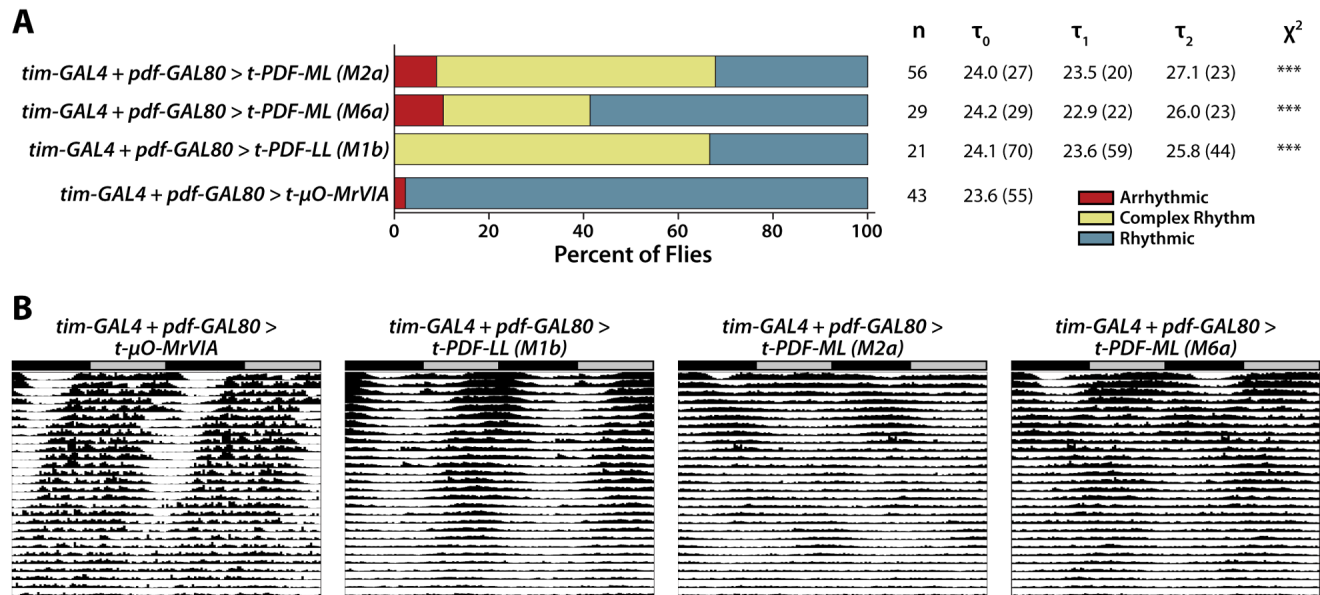 A
n τ0 τ1 τ2 χ2
tim-GAL4 + pdf-GAL80 > t-PDF-ML (M2a) 56 24.0 (27) 23.5 (20) 27.1 (23) ***
tim-GAL4 + pdf-GAL80 > t-PDF-ML (M6a) 29 24.2 (29) 22.9 (22) 26.0 (23) ***
tim-GAL4 + pdf-GAL80 > t-PDF-LL (M1b) 21 24.1 (70) 23.6 (59) 25.8 (44) ***
tim-GAL4 + pdf-GAL80 > t-μO-MrVIA 43 23.6 (55)
Arrhythmic
Complex Rhythm
Rhythmic
0 20 40 60 80 100
Percent of Flies
B
tim-GAL4 + pdf-GAL80 >
t-μO-MrVIA
tim-GAL4 + pdf-GAL80 >
t-PDF-LL (M1b)
tim-GAL4 + pdf-GAL80 >
t-PDF-ML (M2a)
tim-GAL4 + pdf-GAL80 >
t-PDF-ML (M6a)